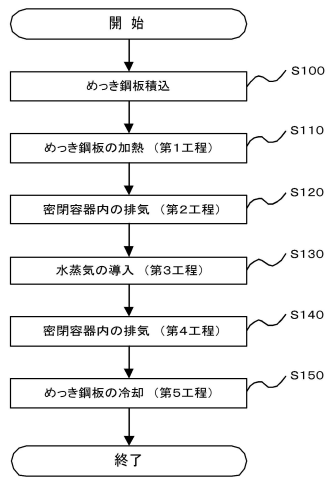 開 始
めっき鋼板積込
S100
めっき鋼板の加熱 （第1工程）
S110
密閉容器内の排気 （第2工程）
S120
水蒸気の導入 （第3工程）
S130
密閉容器内の排気 （第4工程）
S140
めっき鋼板の冷却 （第5工程）
S150
終了